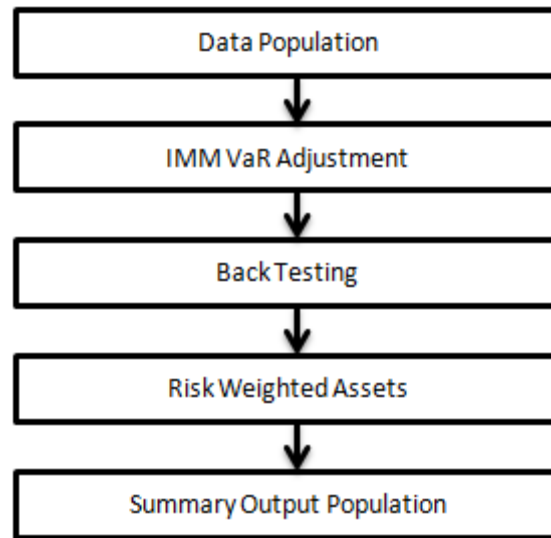 Data Population
IMM VaR Adjustment
Back Testing
Risk Weighted Assets
Summary Output Population